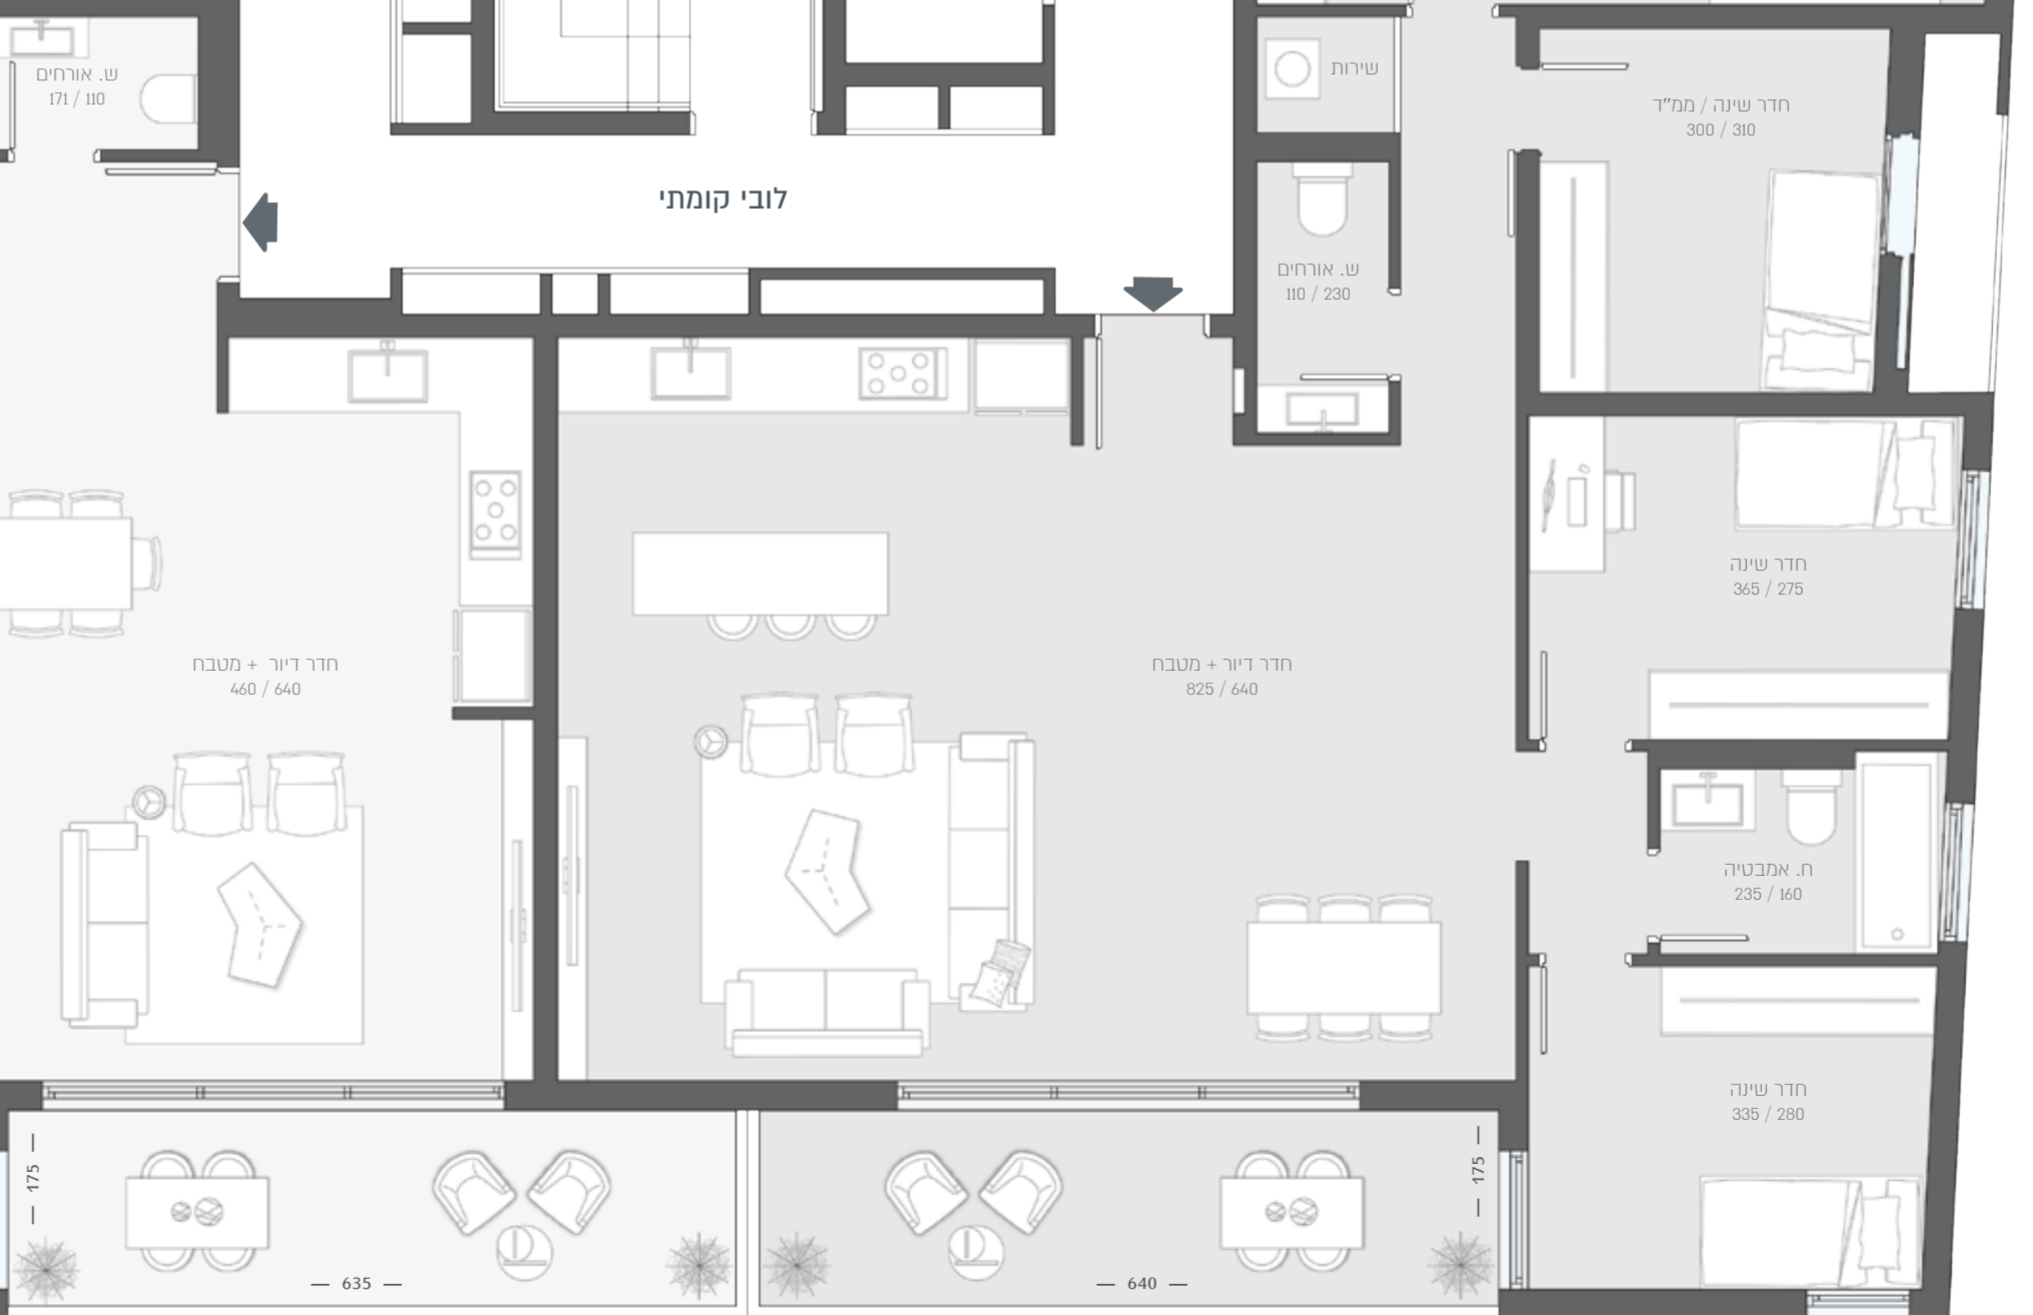 ש. אורחים
171 / 110
שירות
חדר שינה / ממ"ד
300 / 310
לובי קומתי
ש. אורחים
110 / 230
חדר שינה
365 / 275
חדר דיור + מטבח
460 / 640
חדר דיור + מטבח
825 / 640
ח. אמבטיה
235 / 160
חדר שינה
335 / 280
— 175 —
— 175 —
— 635 —
— 640 —